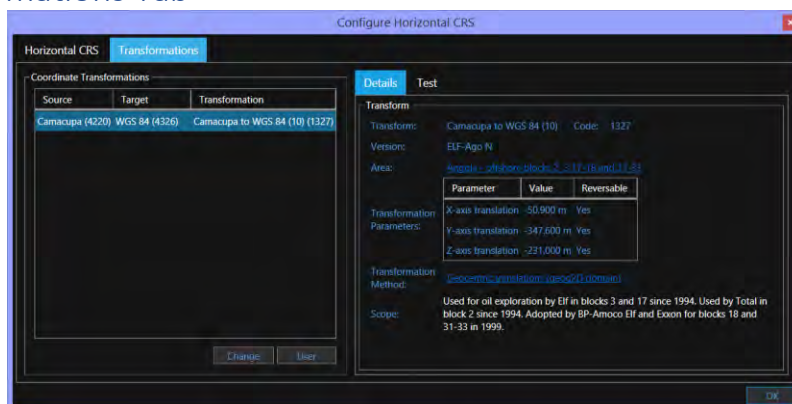 Configure Horizontal CRS
Horizontal CRS Transformations
Coordinate Transformations
Source Target Transformation
Camacupa (4220) WGS 84 (4326) Camacupa to WGS 84 (10) (1327)
Change User
Details Test
Transform
Transform: Camacupa to WGS 84 (10) Code: 1327
Version: ELF-Ago N
Area: Angola - offshore blocks 2
Parameter Value Reversable
Transformation Parameters:
X-axis translation -50,900 m Yes
Y-axis translation -347,600 m Yes
Z-axis translation -231,000 m Yes
Transformation Method:
Scope:
Used for oil exploration by Elf in blocks 3 and 17 since 1994. Used by Total in
block 2 since 1994. Adopted by BP-Amoco Elf and Exxon for blocks 18 and
31-33 in 1999.
OK